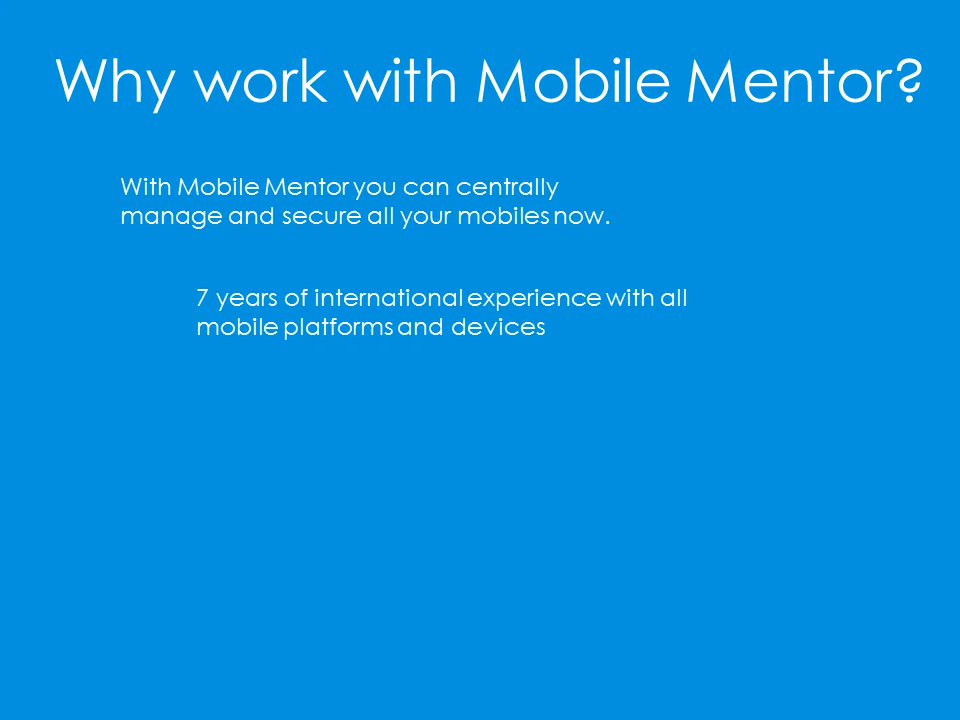 Why work with Mobile Mentor?
With Mobile Mentor you can centrally
manage and secure all your mobiles now.
7 years of international experience with all
mobile platforms and devices